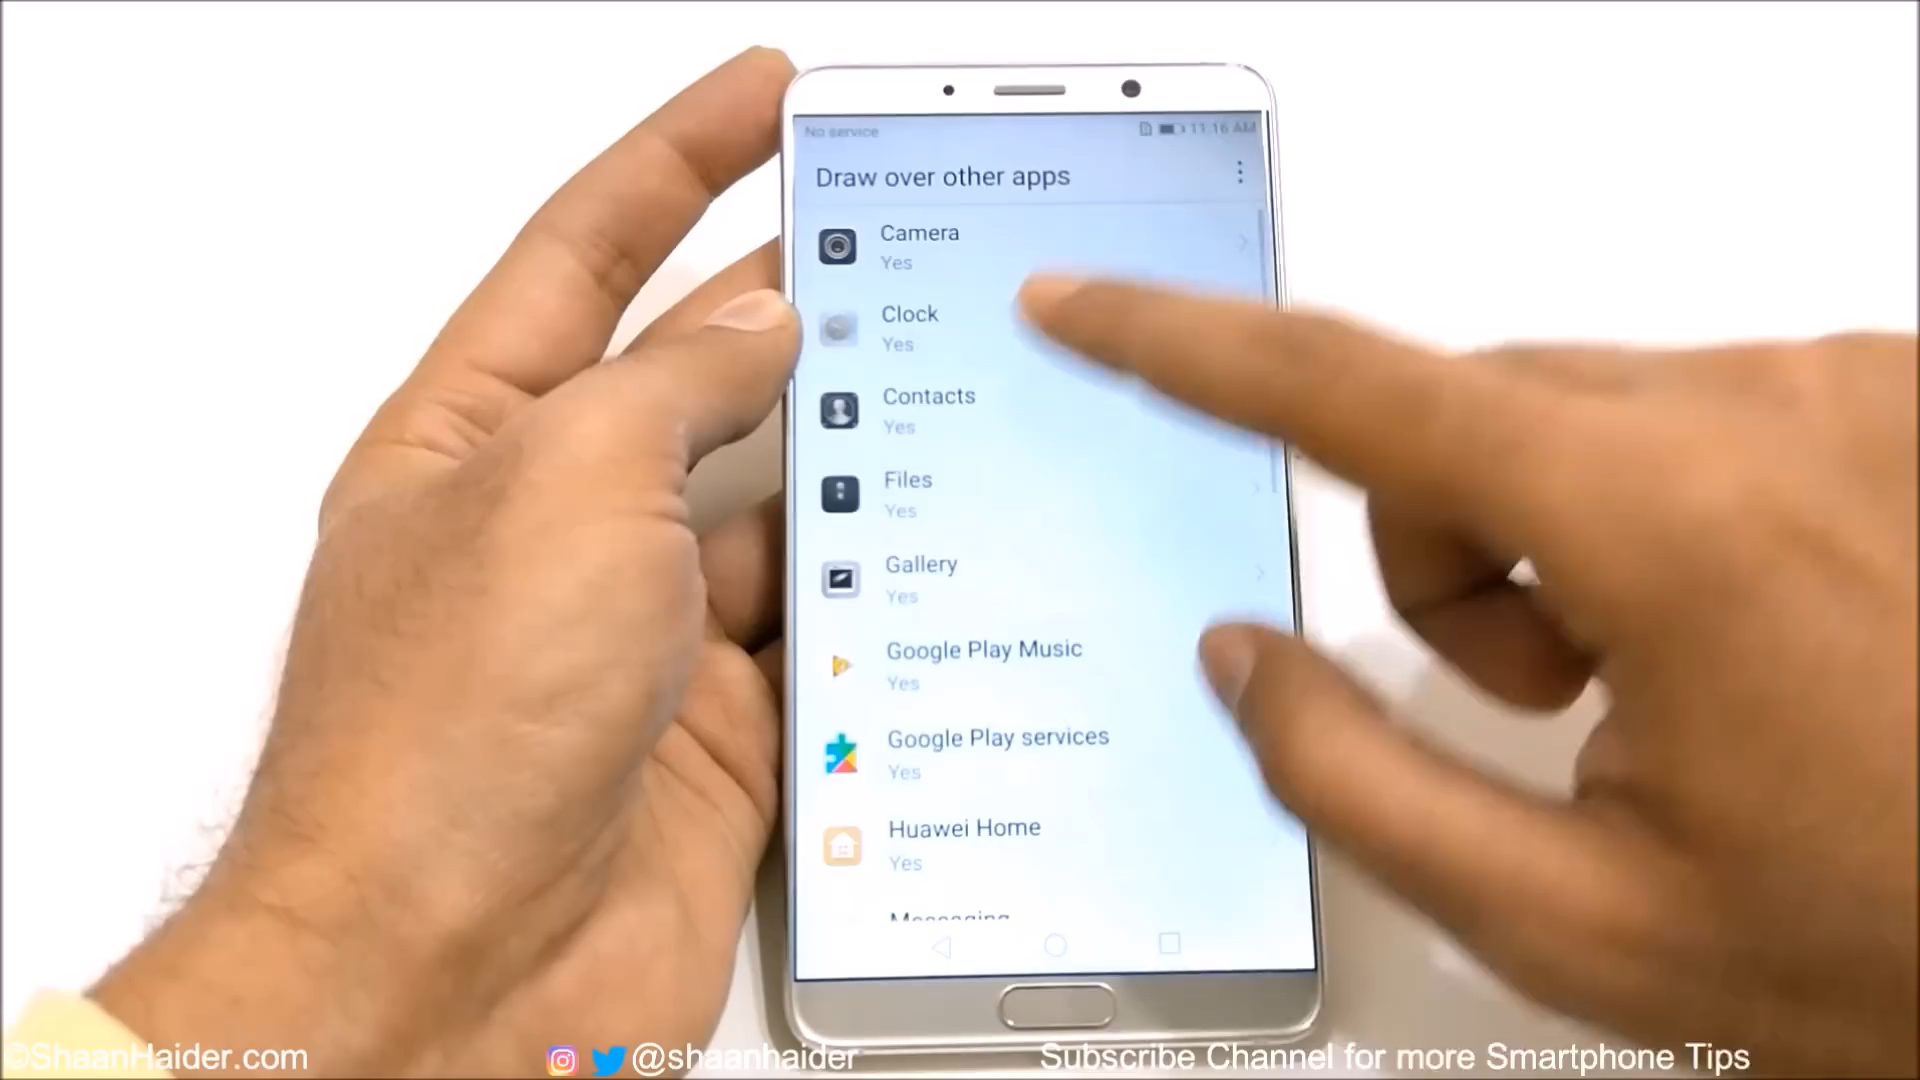 No service
11:16 AM
Draw over other apps
Camera
Yes
Clock
Yes
Contacts
Yes
Files
Yes
Gallery
Yes
Google Play Music
Yes
Google Play services
Yes
Huawei Home
Yes
Messaging
©ShaanHaider.com
@shaanhaider
Subscribe Channel for more Smartphone Tips